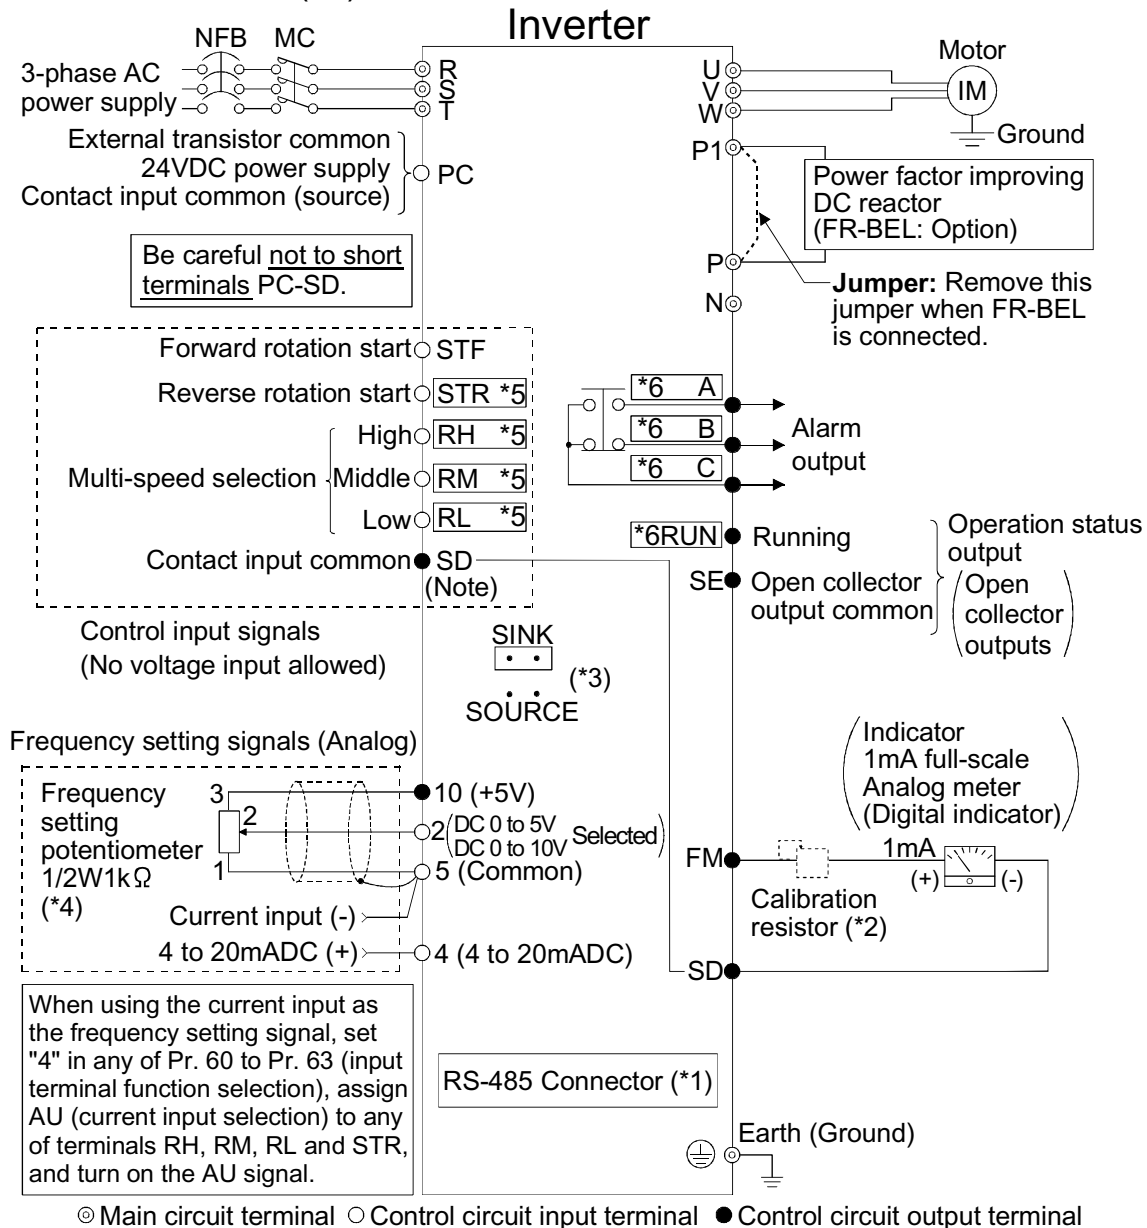 Inverter
NFB MC
3-phase AC
power supply
R
S
T
External transistor common
24VDC power supply
Contact input common (source)
PC
Be careful not to short
terminals PC-SD.
U
V
W
Motor
IM
Ground
P1
Power factor improving
DC reactor
(FR-BEL: Option)
P
Jumper: Remove this
jumper when FR-BEL
is connected.
N
Forward rotation start STF
Reverse rotation start STR *5
Multi-speed selection
High RH *5
Middle RM *5
Low RL *5
Contact input common SD
(Note)
Control input signals
(No voltage input allowed)
*6 A
*6 B
*6 C
Alarm
output
*6RUN Running
SE Open collector
output common
Operation status
output
(Open
collector
outputs)
SINK
(*3)
SOURCE
Frequency setting signals (Analog)
Frequency
setting
potentiometer
1/2W1kΩ
(*4)
3
2
1
10 (+5V)
2 (DC 0 to 5V
DC 0 to 10V Selected)
5 (Common)
Current input (-)
4 to 20mADC (+) 4 (4 to 20mADC)
(Indicator
1mA full-scale
Analog meter
(Digital indicator))
FM
1mA
(+) (-)
Calibration
resistor (*2)
SD
When using the current input as
the frequency setting signal, set
"4" in any of Pr. 60 to Pr. 63 (input
terminal function selection), assign
AU (current input selection) to any
of terminals RH, RM, RL and STR,
and turn on the AU signal.
RS-485 Connector (*1)
Earth (Ground)
Main circuit terminal Control circuit input terminal Control circuit output terminal